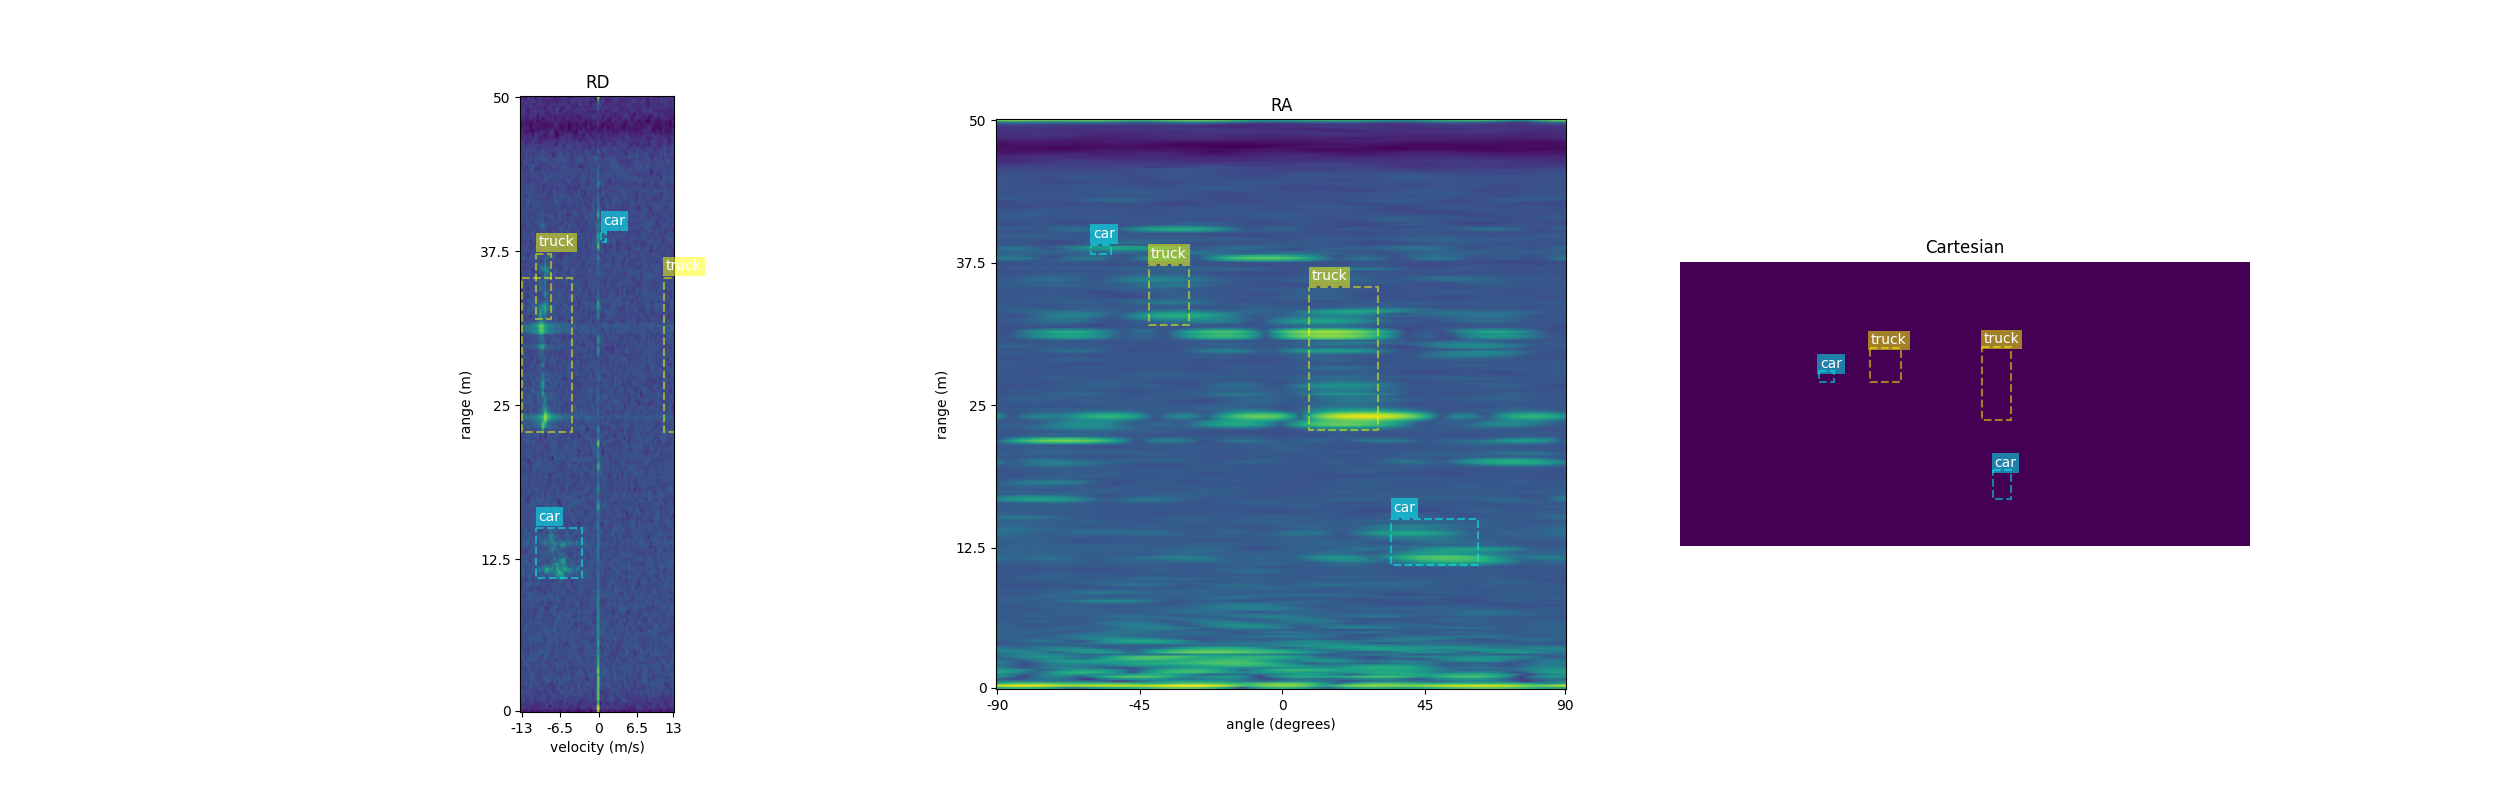 RD
50
37.5
25
12.5
0
range (m)
-13 -6.5 0 6.5 13
velocity (m/s)
car
truck
truck
car
RA
50
37.5
25
12.5
0
range (m)
-90 -45 0 45 90
angle (degrees)
car
truck
truck
car
Cartesian
truck
truck
car
car